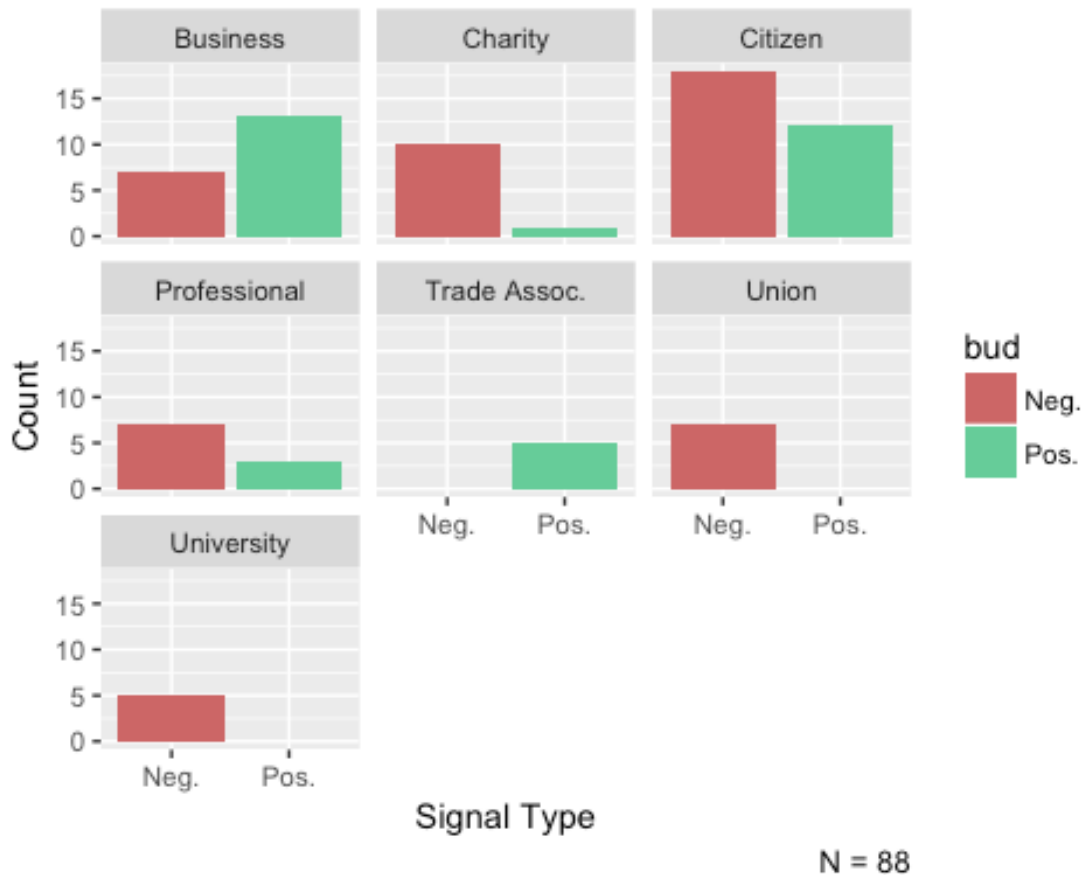 Business Charity Citizen
15
10
5
0
Professional Trade Assoc. Union
15
10
5
0
Neg. Pos. Neg. Pos.
University
15
10
5
0
Neg. Pos.
Count
Signal Type
bud
Neg.
Pos.
N = 88